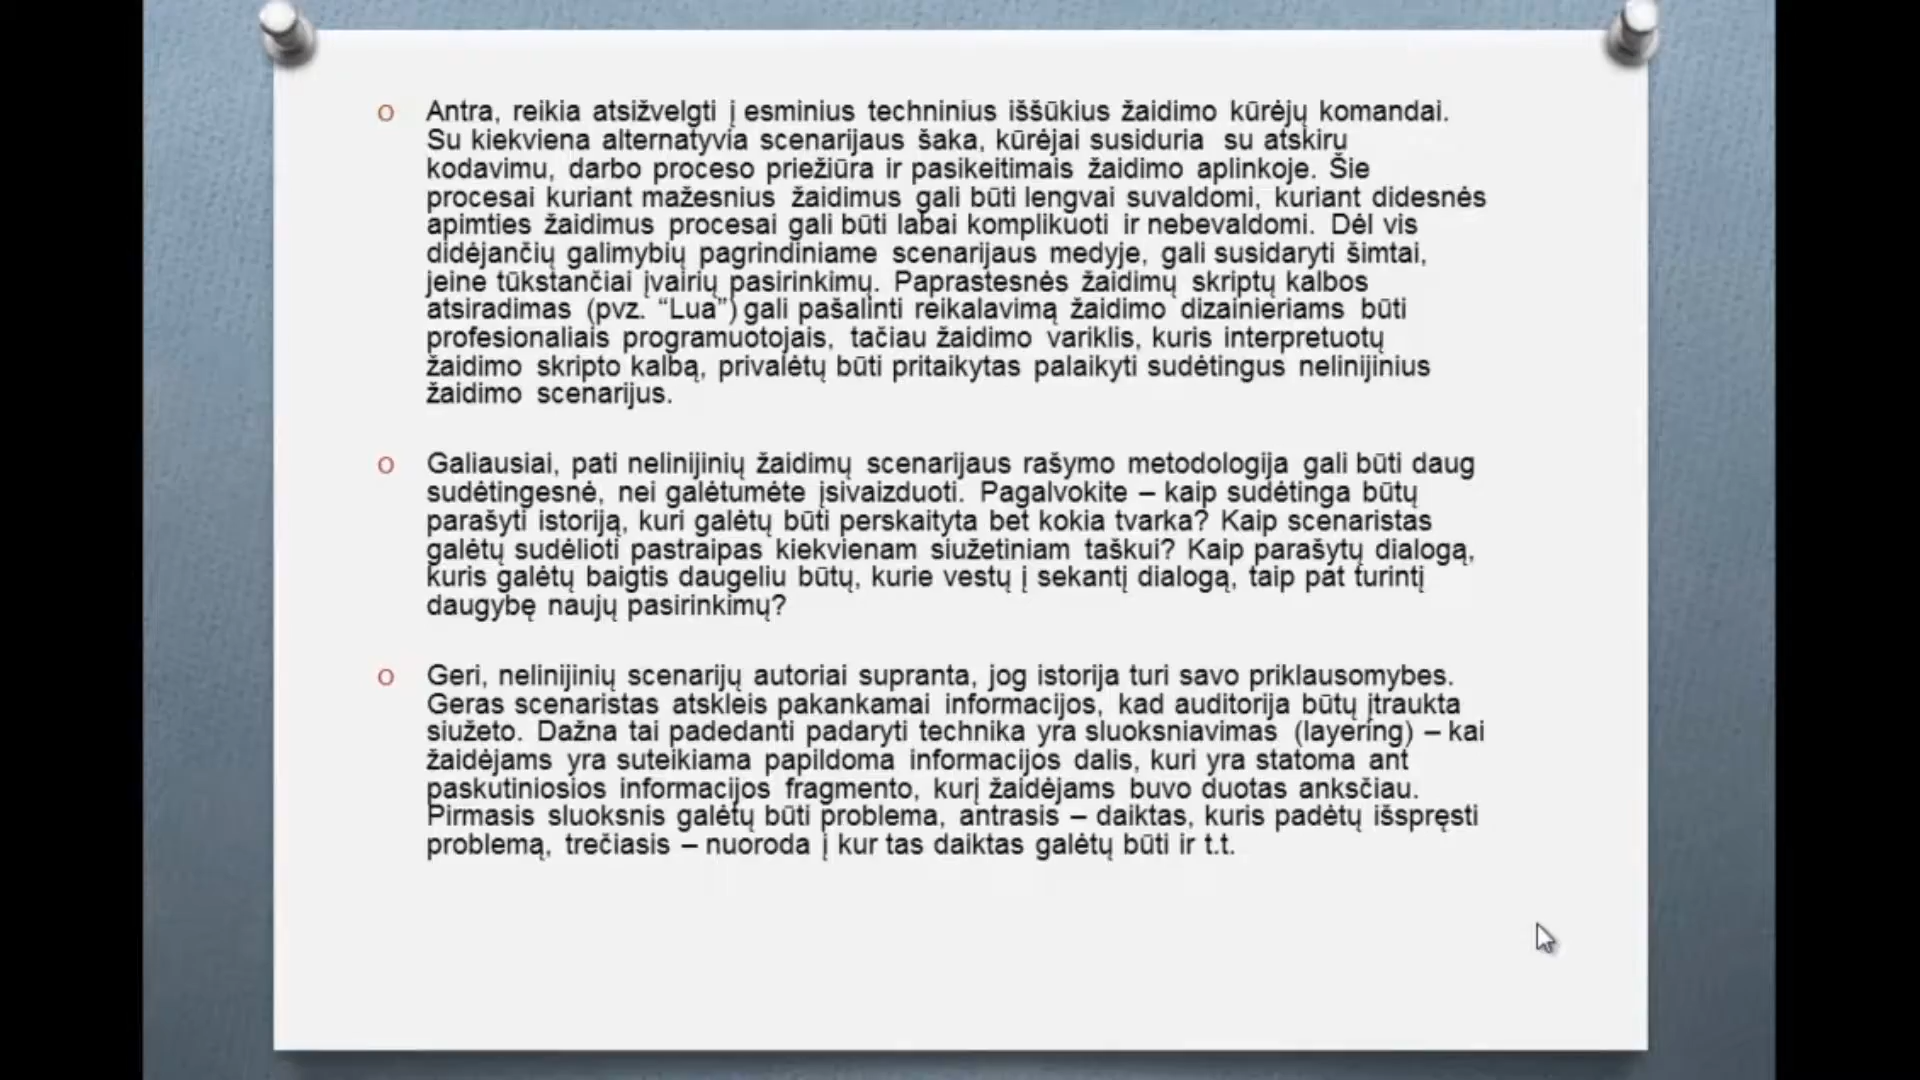 o Antra, reikia atsižvelgti į esminius techninius iššūkius žaidimo kūrėjų komandai.
Su kiekviena alternatyvia scenarijaus šaka, kūrėjai susiduria su atskiru
kodavimu, darbo proceso priežiūra ir pasikeitimais žaidimo aplinkoje. Šie
procesai kuriant mažesnius žaidimus gali būti lengvai suvaldomi, kuriant didesnės
apimties žaidimus procesai gali būti labai komplikuoti ir nebevaldomi. Dėl vis
didėjančių galimybių pagrindiniame scenarijaus medyje, gali susidaryti šimtai,
jeine tūkstančiai įvairių pasirinkimų. Paprastesnės žaidimų skriptų kalbos
atsiradimas (pvz. “Lua”) gali pašalinti reikalavimą žaidimo dizainieriams būti
profesionaliais programuotojais, tačiau žaidimo variklis, kuris interpretuotų
žaidimo skripto kalbą, privalėtų būti pritaikytas palaikyti sudėtingus nelinijinius
žaidimo scenarijus.
o Galiausiai, pati nelinijinių žaidimų scenarijaus rašymo metodologija gali būti daug
sudėtingesnė, nei galėtumėte įsivaizduoti. Pagalvokite – kaip sudėtinga būtų
parašyti istoriją, kuri galėtų būti perskaityta bet kokia tvarka? Kaip scenaristas
galėtų sudėlioti pastraipas kiekvienam siužetiniam taškui? Kaip parašytų dialogą,
kuris galėtų baigtis daugeliu būtų, kurie vestų į sekantį dialogą, taip pat turintį
daugybę naujų pasirinkimų?
o Geri, nelinijinių scenarijų autoriai supranta, jog istorija turi savo priklausomybes.
Geras scenaristas atskleis pakankamai informacijos, kad auditorija būtų įtraukta
siužeto. Dažna tai padedanti padaryti technika yra sluoksniavimas (layering) – kai
žaidėjams yra suteikiama papildoma informacijos dalis, kuri yra statoma ant
paskutiniosios informacijos fragmento, kurį žaidėjams buvo duotas anksčiau.
Pirmasis sluoksnis galėtų būti problema, antrasis – daiktas, kuris padėtų išspręsti
problemą, trečiasis – nuoroda į kur tas daiktas galėtų būti ir t.t.